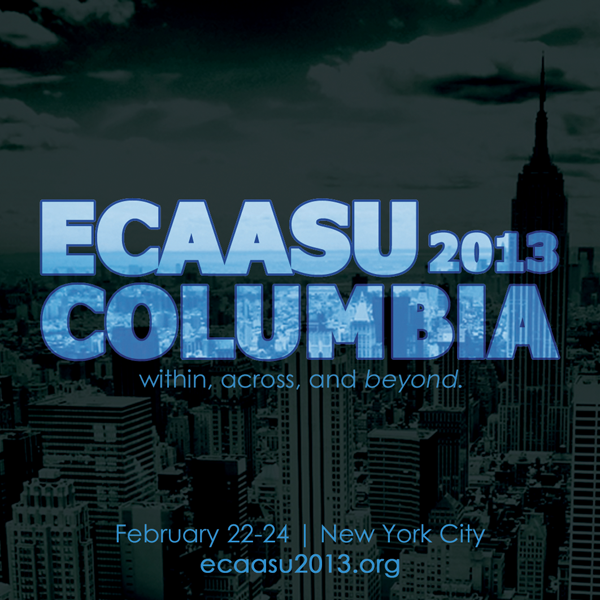 ECAASU 2013
COLUMBIA
within, across, and beyond.
February 22-24 | New York City
ecaasu2013.org